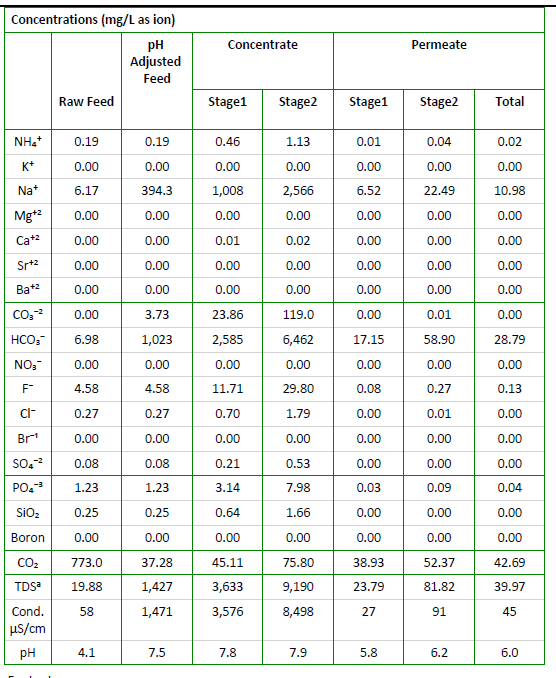 Concentrations (mg/L as ion)
Raw Feed pH Adjusted Feed Concentrate Permeate
Stage1 Stage2 Stage1 Stage2 Total
NH₄⁺ 0.19 0.19 0.46 1.13 0.01 0.04 0.02
K⁺ 0.00 0.00 0.00 0.00 0.00 0.00 0.00
Na⁺ 6.17 394.3 1,008 2,566 6.52 22.49 10.98
Mg⁺² 0.00 0.00 0.00 0.00 0.00 0.00 0.00
Ca⁺² 0.00 0.00 0.01 0.02 0.00 0.00 0.00
Sr⁺² 0.00 0.00 0.00 0.00 0.00 0.00 0.00
Ba⁺² 0.00 0.00 0.00 0.00 0.00 0.00 0.00
CO₃⁻² 0.00 3.73 23.86 119.0 0.00 0.01 0.00
HCO₃⁻ 6.98 1,023 2,585 6,462 17.15 58.90 28.79
NO₃⁻ 0.00 0.00 0.00 0.00 0.00 0.00 0.00
F⁻ 4.58 4.58 11.71 29.80 0.08 0.27 0.13
Cl⁻ 0.27 0.27 0.70 1.79 0.00 0.01 0.00
Br⁻¹ 0.00 0.00 0.00 0.00 0.00 0.00 0.00
SO₄⁻² 0.08 0.08 0.21 0.53 0.00 0.00 0.00
PO₄⁻³ 1.23 1.23 3.14 7.98 0.03 0.09 0.04
SiO₂ 0.25 0.25 0.64 1.66 0.00 0.00 0.00
Boron 0.00 0.00 0.00 0.00 0.00 0.00 0.00
CO₂ 773.0 37.28 45.11 75.80 38.93 52.37 42.69
TDSᵃ 19.88 1,427 3,633 9,190 23.79 81.82 39.97
Cond. µS/cm 58 1,471 3,576 8,498 27 91 45
pH 4.1 7.5 7.8 7.9 5.8 6.2 6.0